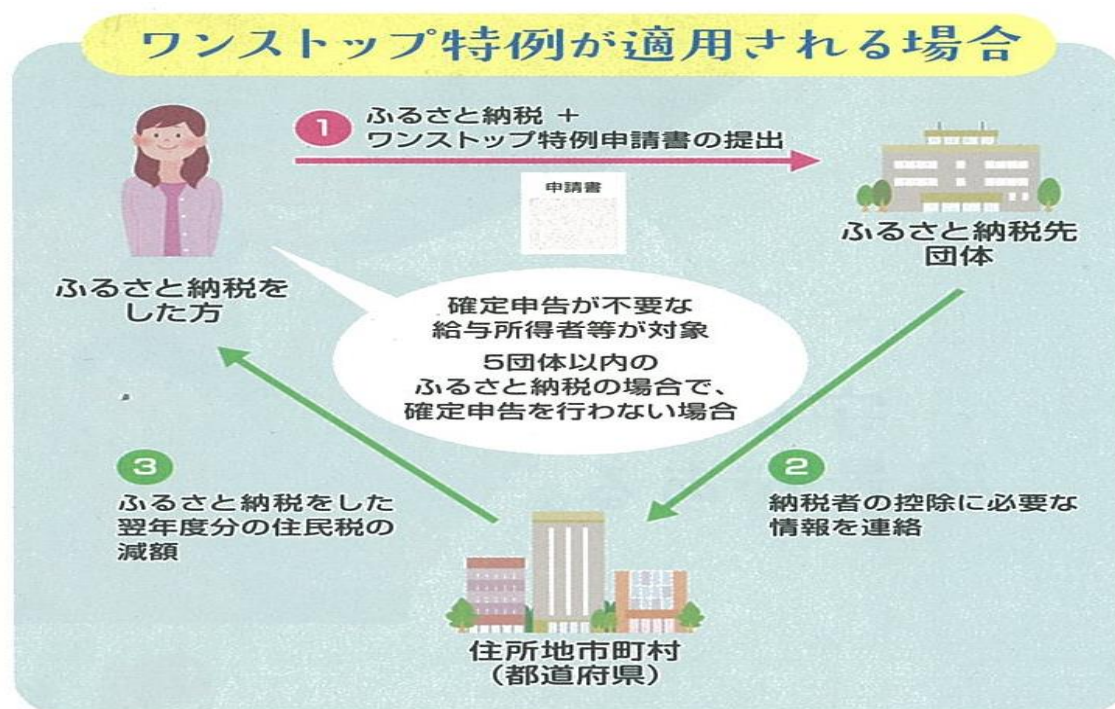 ワンストップ特例が適用される場合
1
ふるさと納税 +
ワンストップ特例申請書の提出
申請書
ふるさと納税先
団体
ふるさと納税を
した方
確定申告が不要な
給与所得者等が対象
5団体以内の
ふるさと納税の場合で、
確定申告を行わない場合
2
納税者の控除に必要な
情報を連絡
3
ふるさと納税をした
翌年度分の住民税の
減額
住所地市町村
(都道府県)